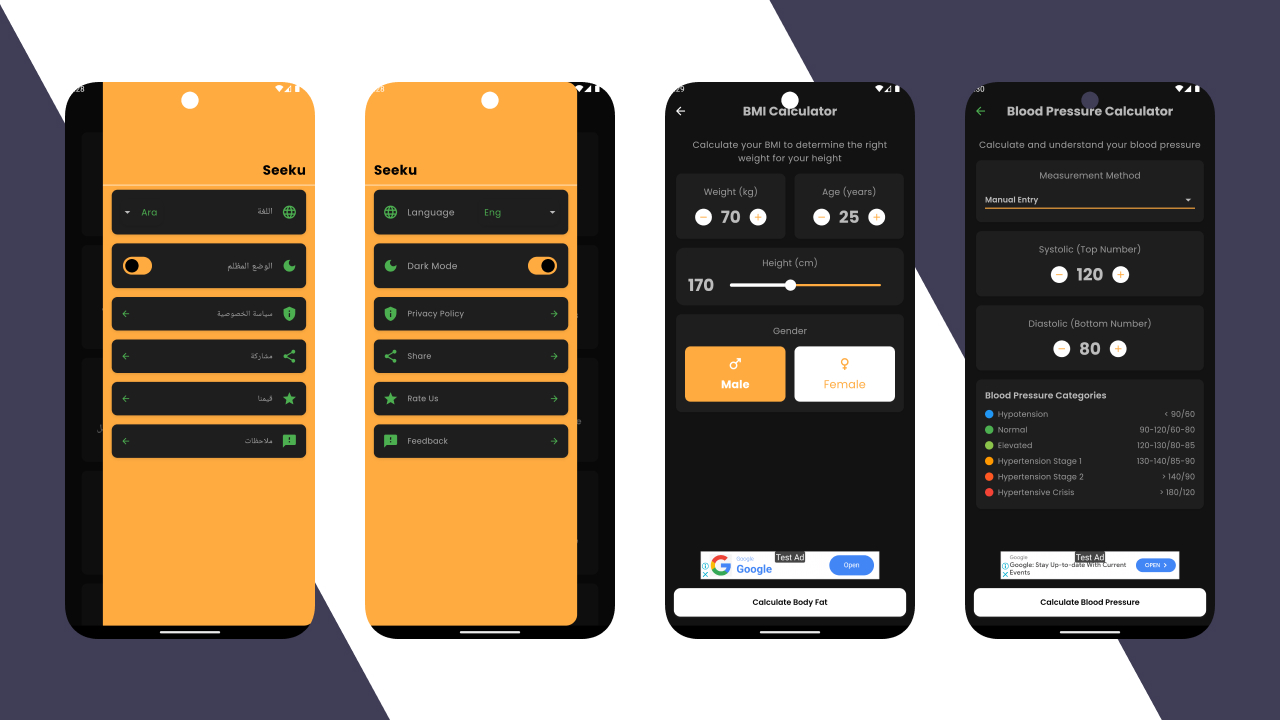 Seeku
Ara
اللغة
الوضع المظلم
سياسة الخصوصية
مشاركة
قيمنا
ملاحظات
Seeku
Language Eng
Dark Mode
Privacy Policy
Share
Rate Us
Feedback
BMI Calculator
Calculate your BMI to determine the right
weight for your height
Weight (kg)
70
Age (years)
25
Height (cm)
170
Gender
Male
Female
Test Ad
Google
Google
Open
Calculate Body Fat
Blood Pressure Calculator
Calculate and understand your blood pressure
Measurement Method
Manual Entry
Systolic (Top Number)
120
Diastolic (Bottom Number)
80
Blood Pressure Categories
Hypotension < 90/60
Normal 90-120/60-80
Elevated 120-130/80-85
Hypertension Stage 1 130-140/85-90
Hypertension Stage 2 > 140/90
Hypertensive Crisis > 180/120
Test Ad
Google
Google: Stay Up-to-date With Current
Events
OPEN
Calculate Blood Pressure